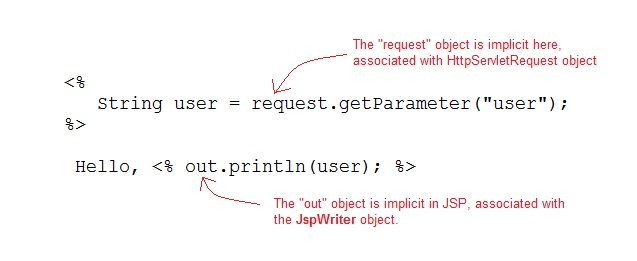 The "request" object is implicit here,
associated with HttpServletRequest object
<%
String user = request.getParameter("user");
%>
Hello, <% out.println(user); %>
The "out" object is implicit in JSP, associated with
the JspWriter object.